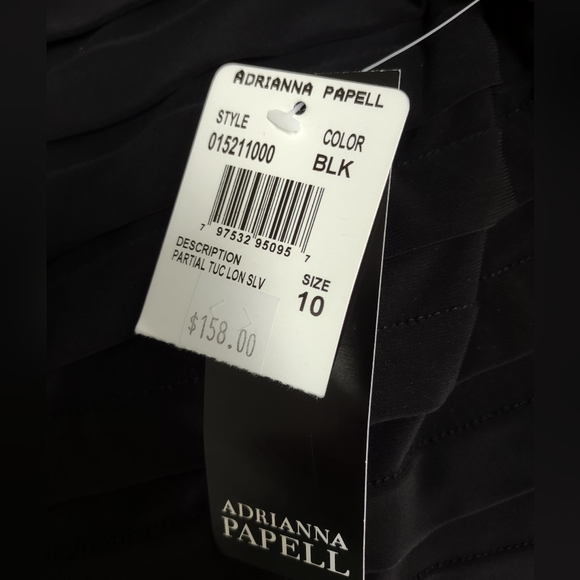 ADRIANNA PAPELL
STYLE COLOR
015211000 BLK
7 97532 95095 7
DESCRIPTION SIZE
PARTIAL TUC LON SLV 10
$158.00
ADRIANNA
PAPELL